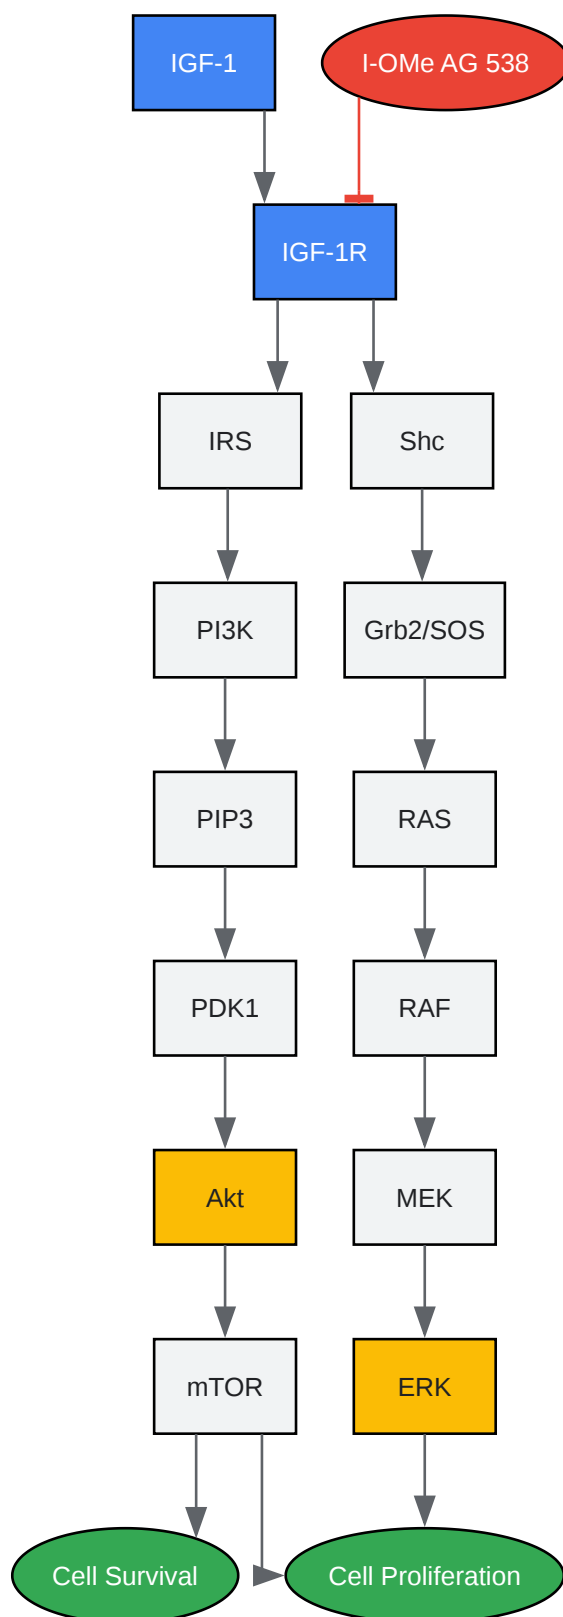 IGF-1
I-OMe AG 538
IGF-1R
IRS
Shc
PI3K
Grb2/SOS
PIP3
RAS
PDK1
RAF
Akt
MEK
mTOR
ERK
Cell Survival
Cell Proliferation